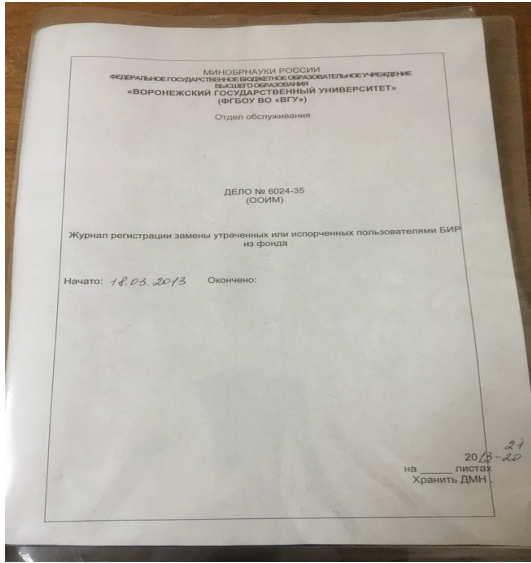 МИНОБРНАУКИ РОССИИ
ФЕДЕРАЛЬНОЕ ГОСУДАРСТВЕННОЕ БЮДЖЕТНОЕ ОБРАЗОВАТЕЛЬНОЕ УЧРЕЖДЕНИЕ
ВЫСШЕГО ОБРАЗОВАНИЯ
«ВОРОНЕЖСКИЙ ГОСУДАРСТВЕННЫЙ УНИВЕРСИТЕТ»
(ФГБОУ ВО «ВГУ»)
Отдел обслуживания
ДЕЛО № 6024-35
(ООИМ)
Журнал регистрации замены утраченных или испорченных пользователями БИР
из фонда
Начато: 18.03.2013 Окончено:
21
2013-20
на ______ листах
Хранить ДМН